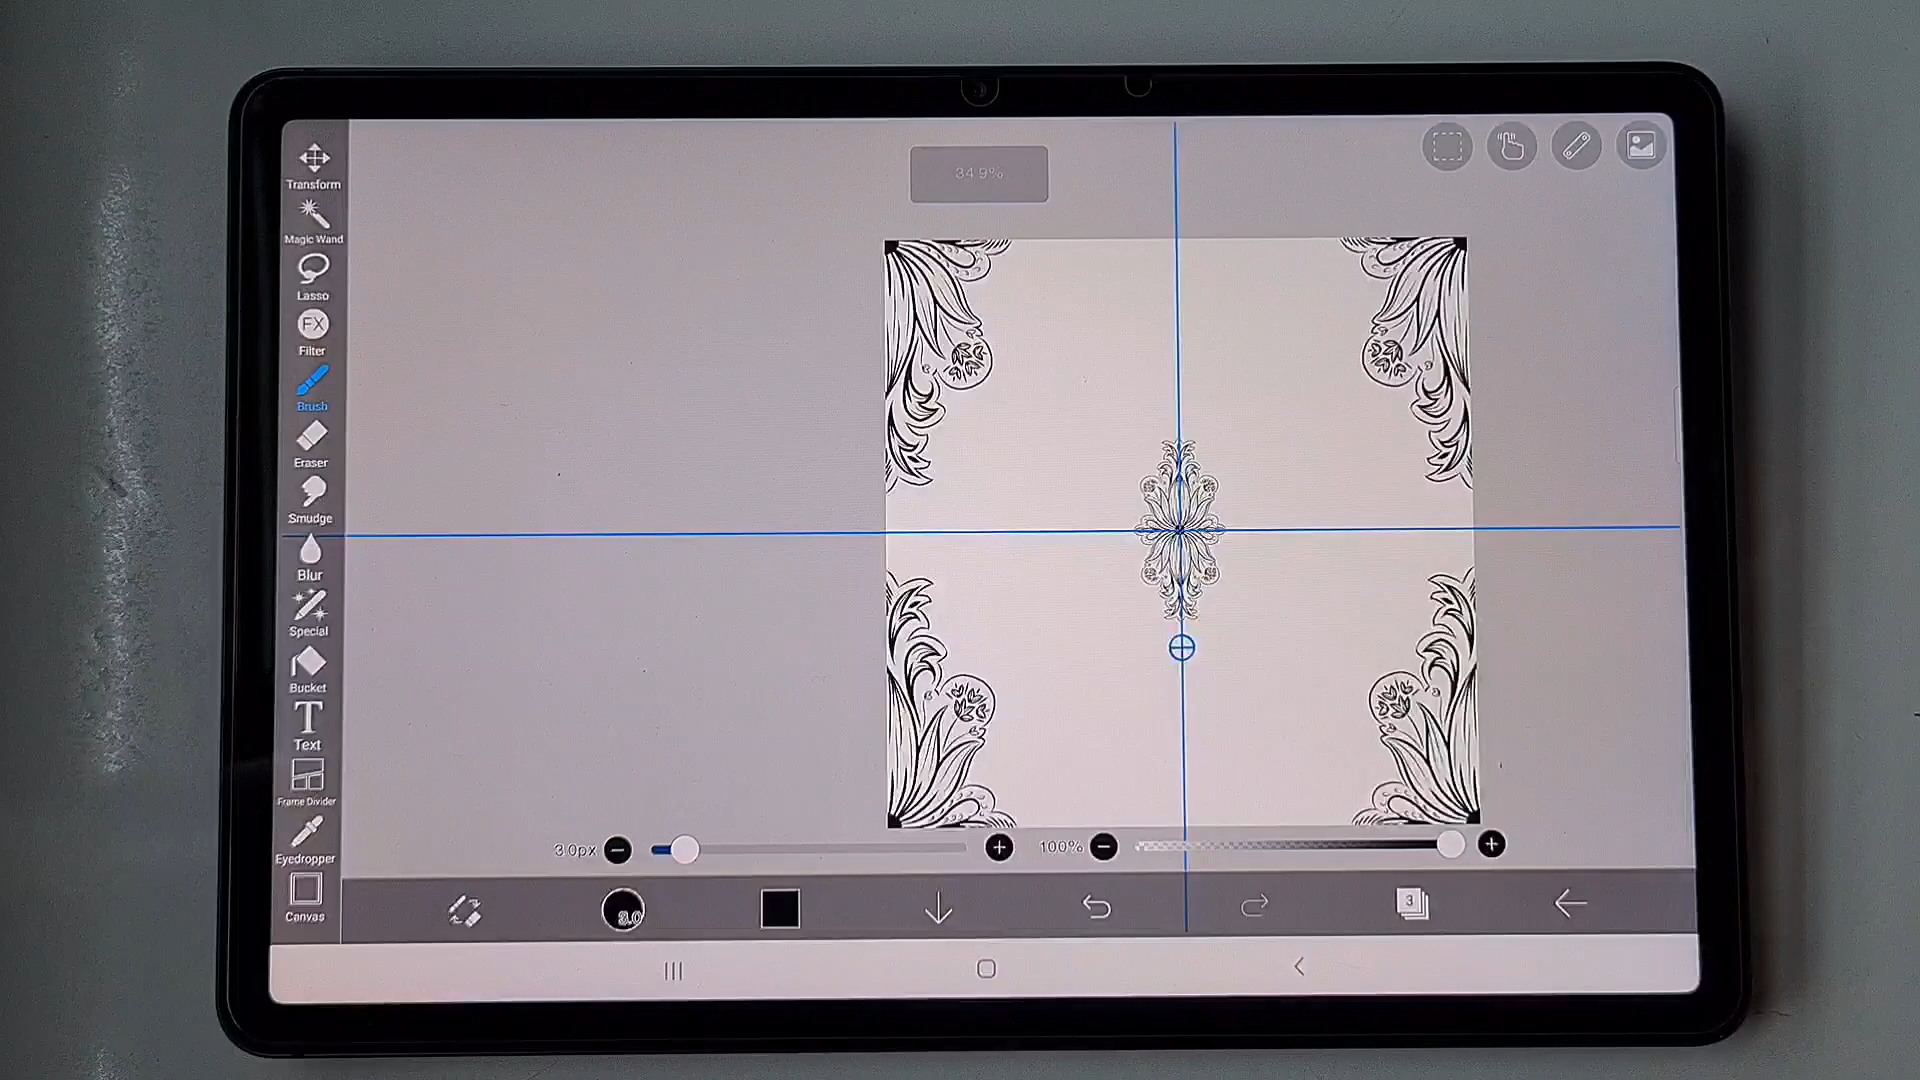 34.9%
Transform
Magic Wand
Lasso
FX
Filter
Brush
Eraser
Smudge
Blur
Special
Bucket
T
Text
Frame Divider
Eyedropper
Canvas
3.0px
100%
3.0
3